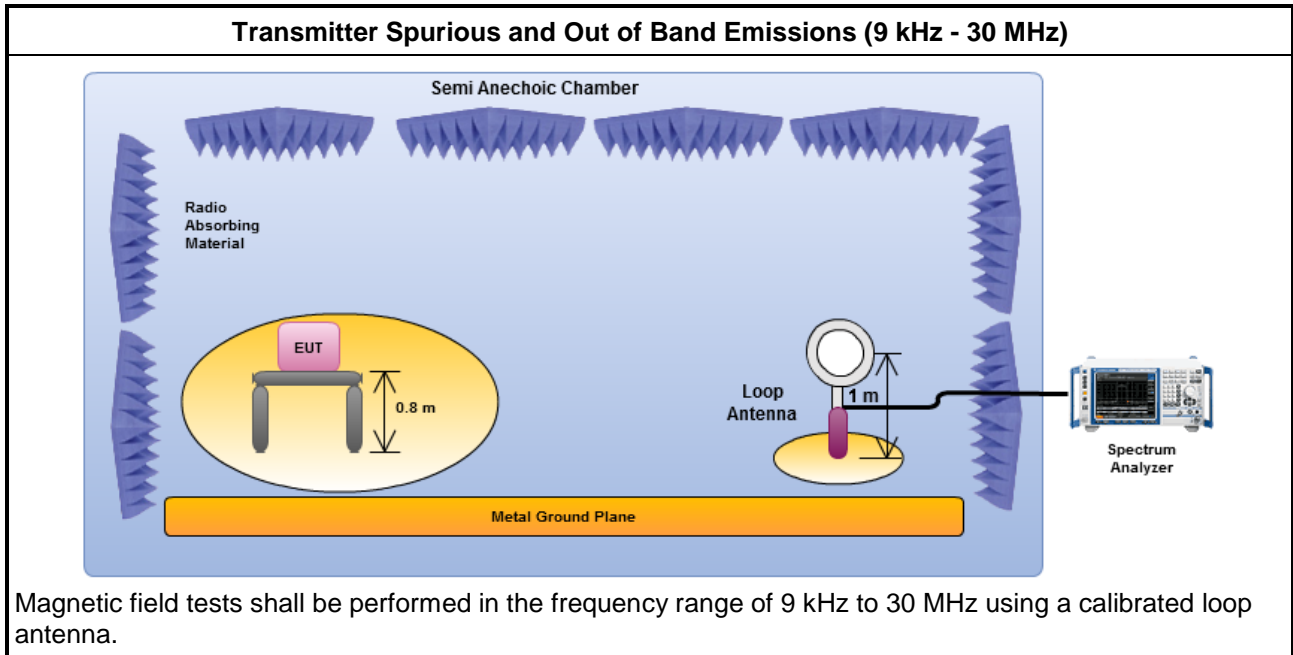 Transmitter Spurious and Out of Band Emissions (9 kHz - 30 MHz)
Semi Anechoic Chamber
Radio
Absorbing
Material
EUT
0.8 m
Loop
Antenna
1 m
Spectrum
Analyzer
Metal Ground Plane
Magnetic field tests shall be performed in the frequency range of 9 kHz to 30 MHz using a calibrated loop
antenna.